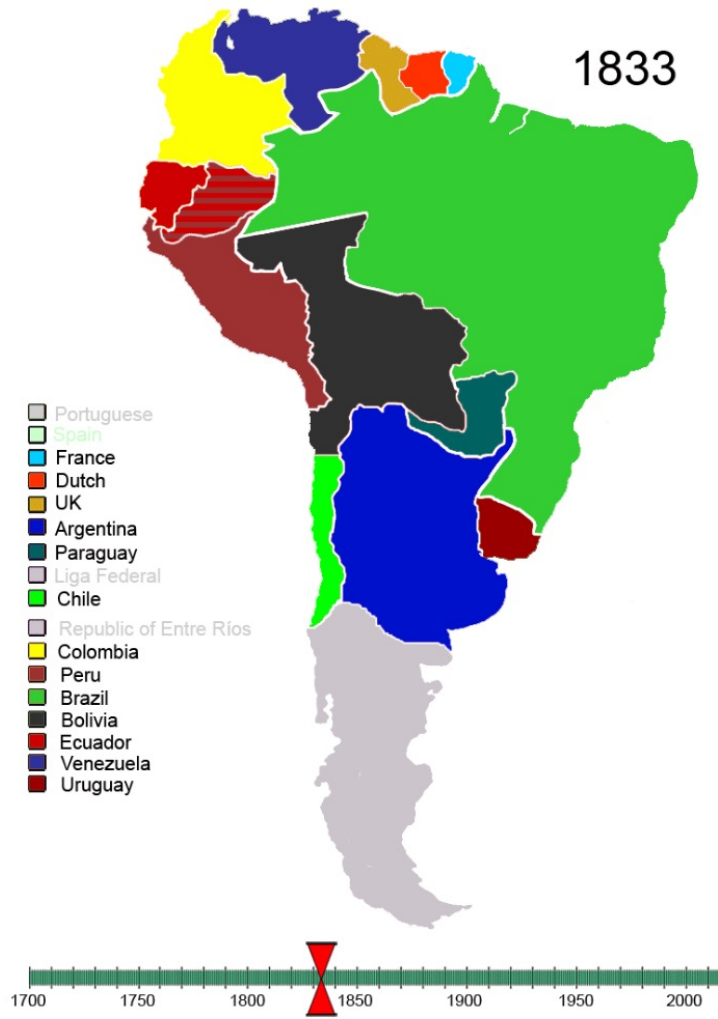 1833
Portuguese
Spain
France
Dutch
UK
Argentina
Paraguay
Liga Federal
Chile
Republic of Entre Ríos
Colombia
Peru
Brazil
Bolivia
Ecuador
Venezuela
Uruguay
1700 1750 1800 1850 1900 1950 2000